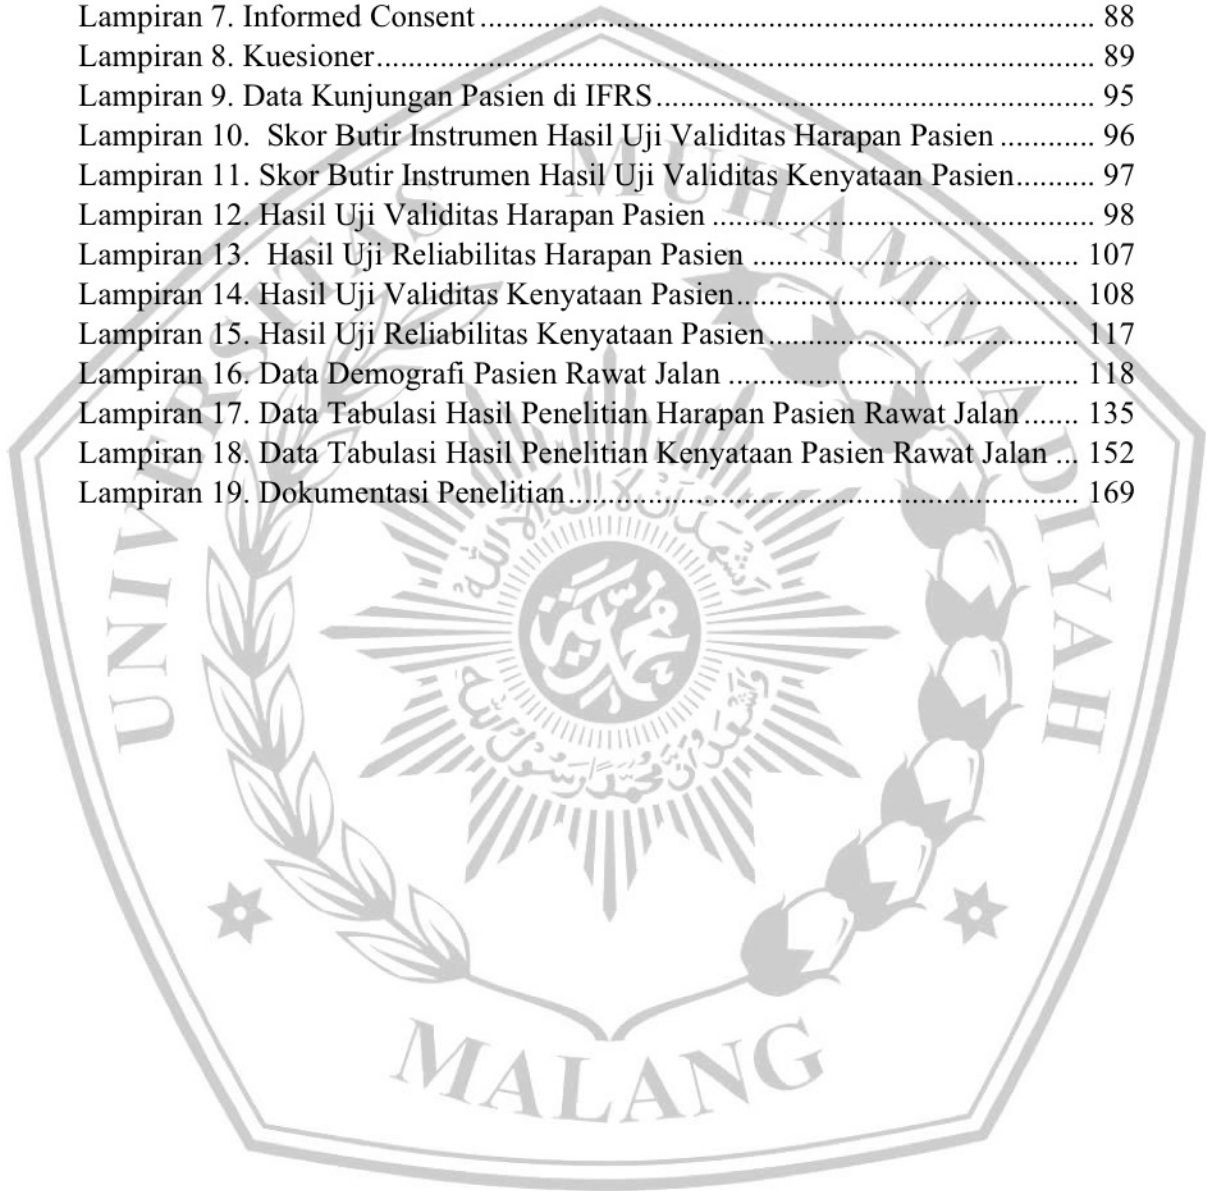 Lampiran 7. Informed Consent ............................................................................. 88
Lampiran 8. Kuesioner.......................................................................................... 89
Lampiran 9. Data Kunjungan Pasien di IFRS....................................................... 95
Lampiran 10.  Skor Butir Instrumen Hasil Uji Validitas Harapan Pasien ............ 96
Lampiran 11. Skor Butir Instrumen Hasil Uji Validitas Kenyataan Pasien.......... 97
Lampiran 12. Hasil Uji Validitas Harapan Pasien ................................................ 98
Lampiran 13.  Hasil Uji Reliabilitas Harapan Pasien ......................................... 107
Lampiran 14. Hasil Uji Validitas Kenyataan Pasien........................................... 108
Lampiran 15. Hasil Uji Reliabilitas Kenyataan Pasien....................................... 117
Lampiran 16. Data Demografi Pasien Rawat Jalan ............................................ 118
Lampiran 17. Data Tabulasi Hasil Penelitian Harapan Pasien Rawat Jalan....... 135
Lampiran 18. Data Tabulasi Hasil Penelitian Kenyataan Pasien Rawat Jalan ... 152
Lampiran 19. Dokumentasi Penelitian................................................................ 169
UNIVERSITAS MUHAMMADIYAH
MALANG